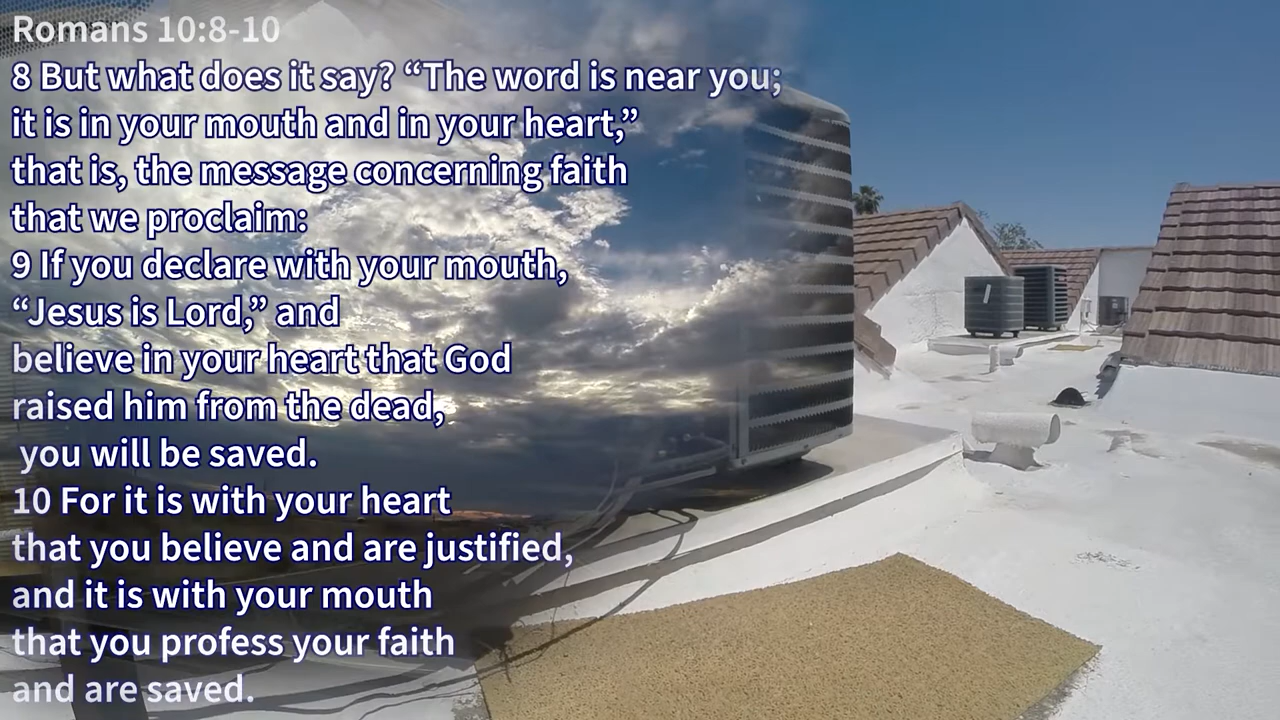 Romans 10:8-10
8 But what does it say? “The word is near you;
it is in your mouth and in your heart,”
that is, the message concerning faith
that we proclaim:
9 If you declare with your mouth,
“Jesus is Lord,” and
believe in your heart that God
raised him from the dead,
you will be saved.
10 For it is with your heart
that you believe and are justified,
and it is with your mouth
that you profess your faith
and are saved.